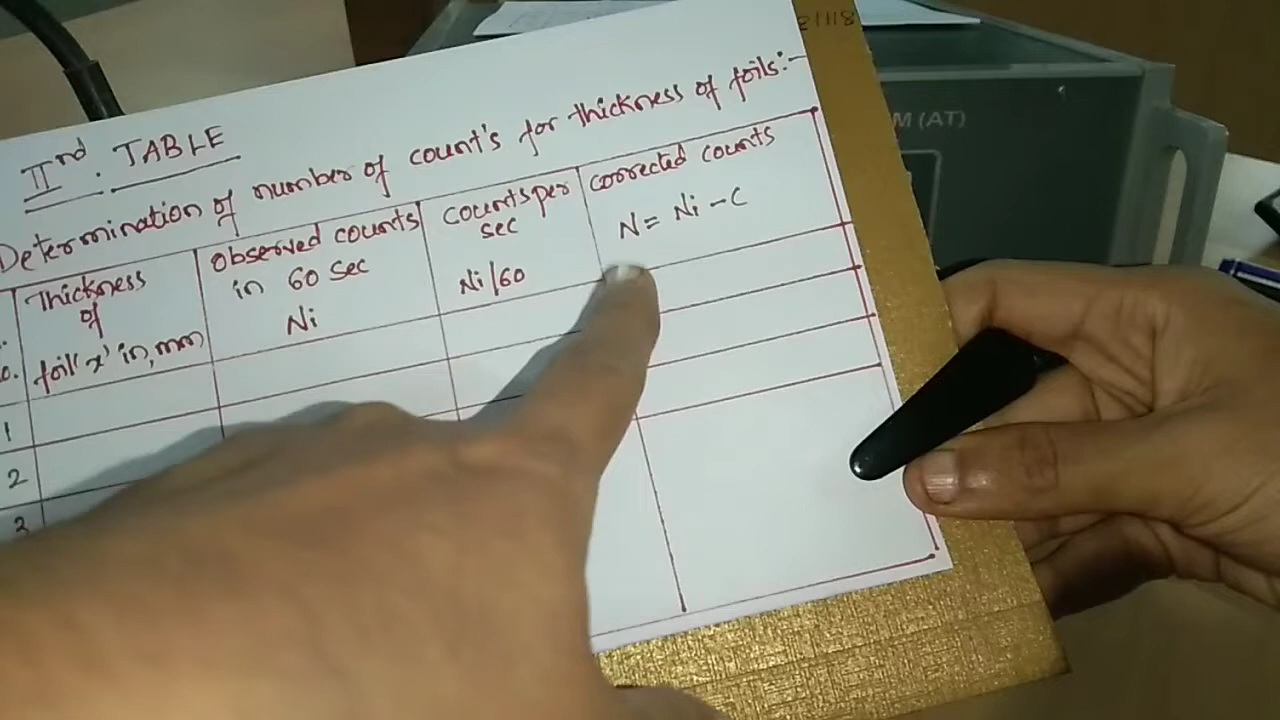 IInd. TABLE
Determination of number of count's for thickness of foils:-
Thickness
of
foil 'x' in, mm
Observed counts
in 60 sec
Ni
Counts per
sec
Ni/60
corrected counts
N = Ni - C
1
2
3
M (AT)